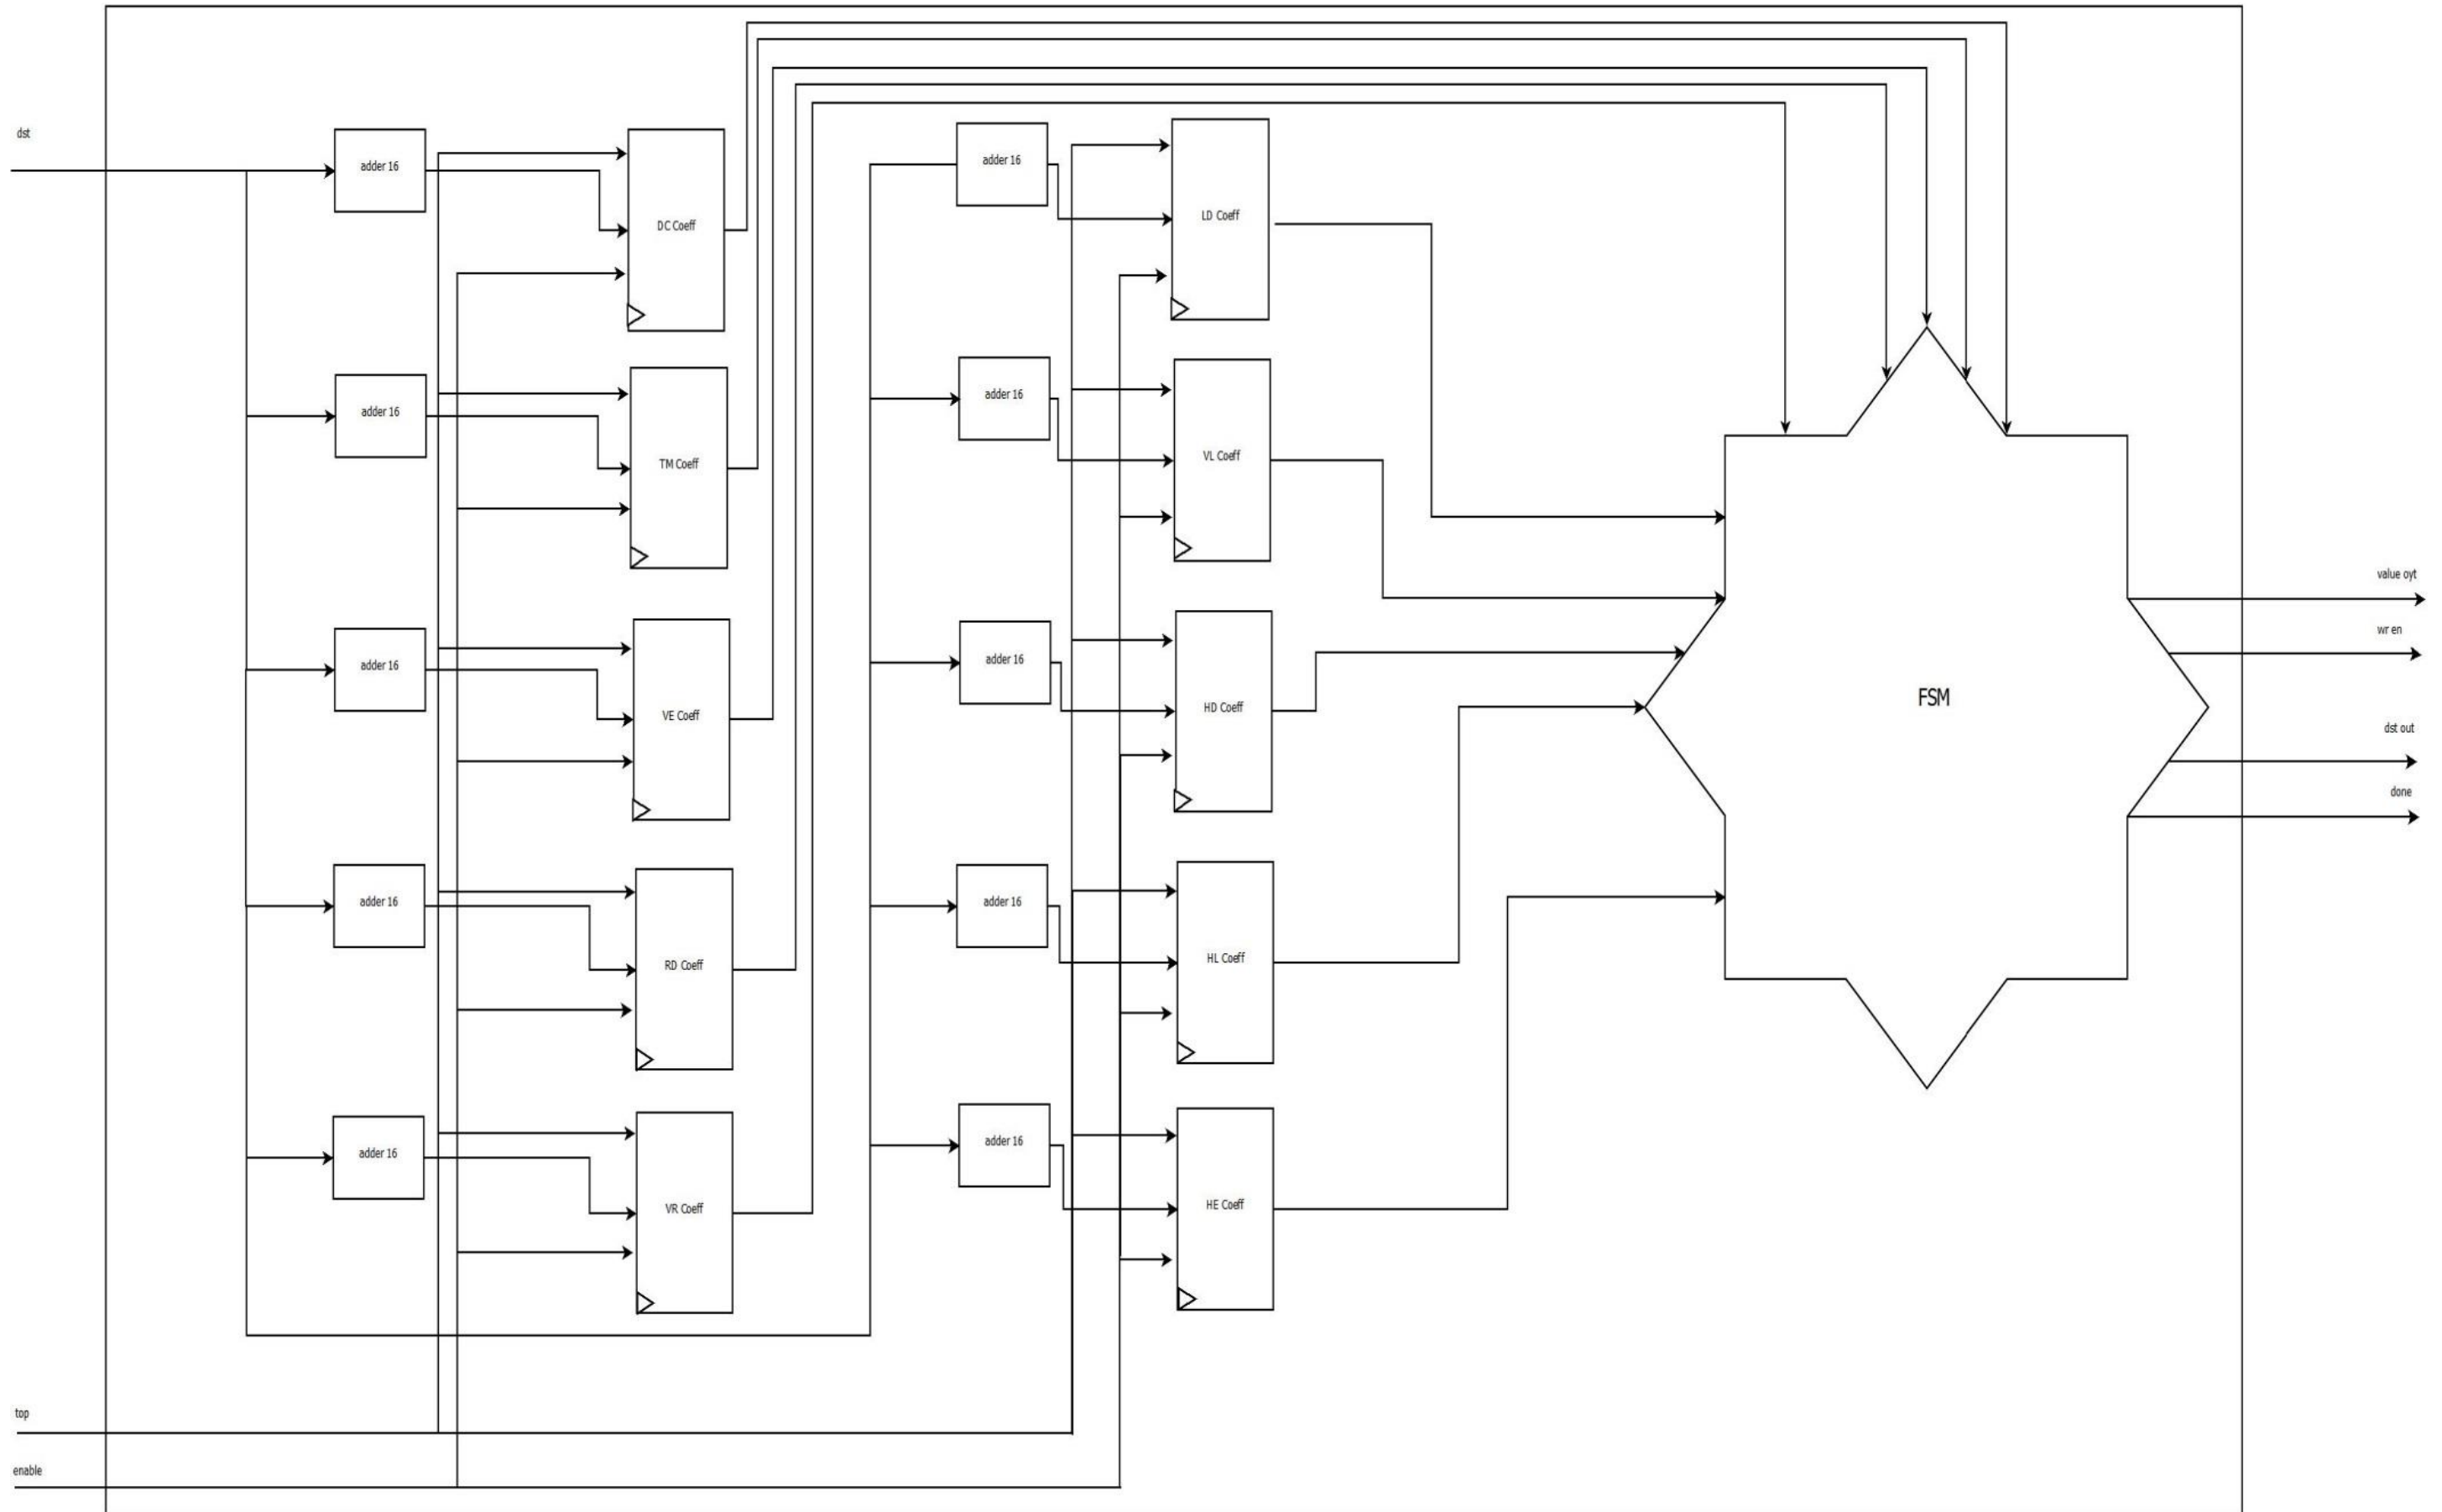 dst
adder 16
DC Coeff
adder 16
TM Coeff
adder 16
VE Coeff
adder 16
RD Coeff
adder 16
VR Coeff
adder 16
LD Coeff
adder 16
VL Coeff
adder 16
HD Coeff
adder 16
HL Coeff
adder 16
HE Coeff
FSM
value oyt
wr en
dst out
done
top
enable